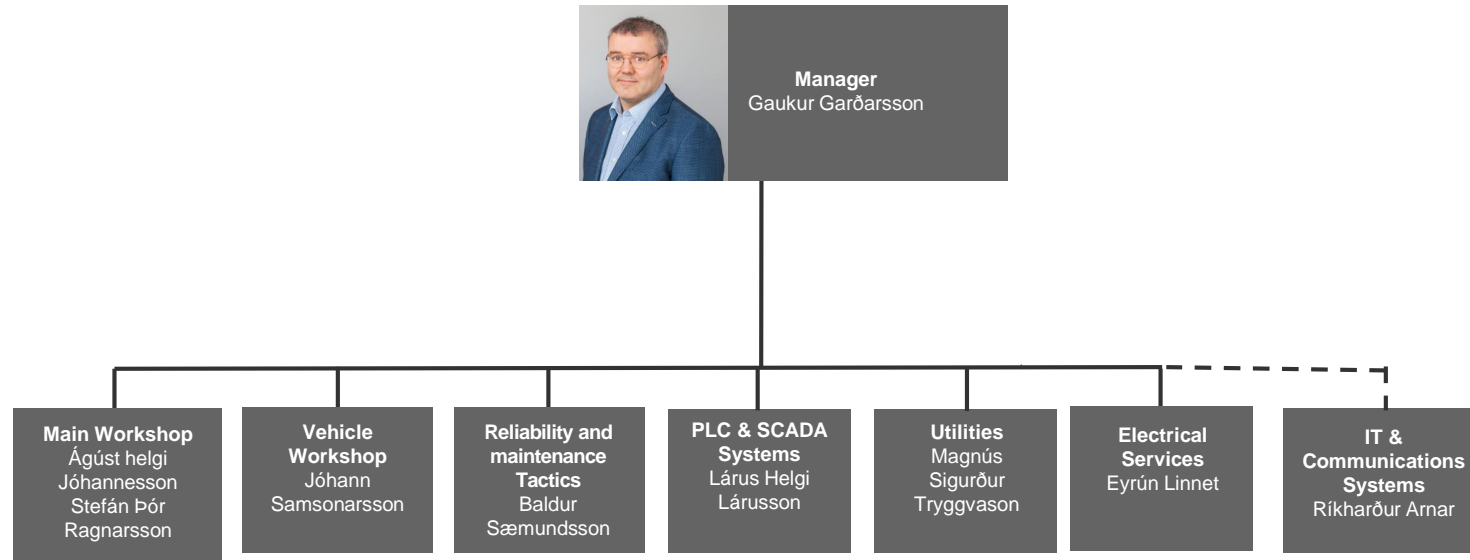 Manager
Gaukur Garðarsson
Main Workshop
Ágúst helgi
Jóhannesson
Stefán Þór
Ragnarsson
Vehicle
Workshop
Jóhann
Samsonarsson
Reliability and
maintenance
Tactics
Baldur
Sæmundsson
PLC & SCADA
Systems
Lárus Helgi
Lárusson
Utilities
Magnús
Sigurður
Tryggvason
Electrical
Services
Eyrún Linnet
IT &
Communications
Systems
Ríkharður Arnar